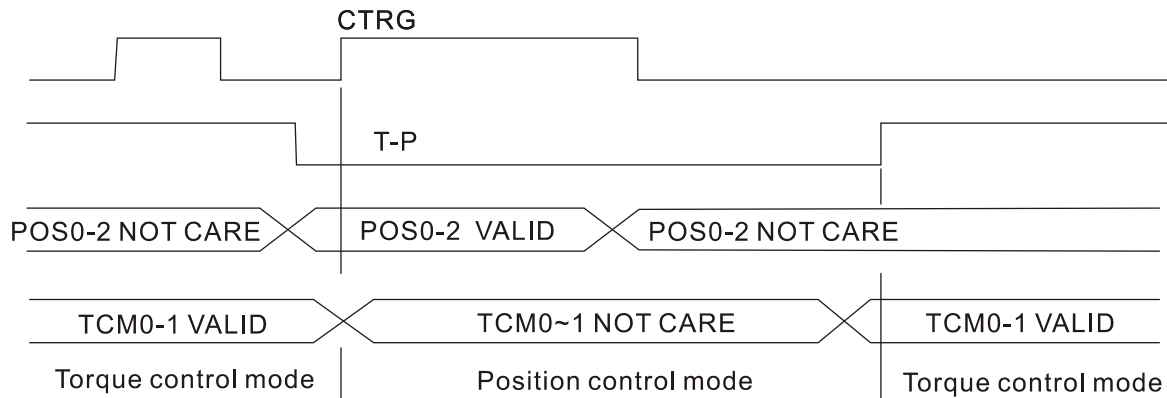 CTRG
T-P
POS0-2 NOT CARE POS0-2 VALID POS0-2 NOT CARE
TCM0-1 VALID TCM0~1 NOT CARE TCM0-1 VALID
Torque control mode Position control mode Torque control mode